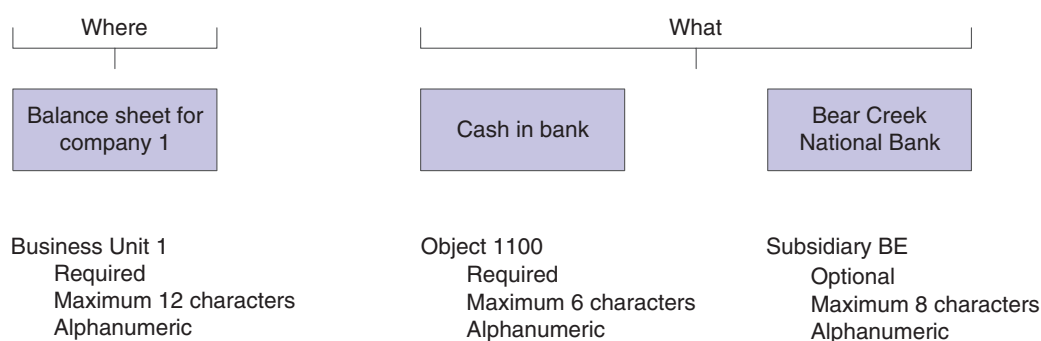 Where
What
Balance sheet for
company 1
Cash in bank
Bear Creek
National Bank
Business Unit 1
Required
Maximum 12 characters
Alphanumeric
Object 1100
Required
Maximum 6 characters
Alphanumeric
Subsidiary BE
Optional
Maximum 8 characters
Alphanumeric